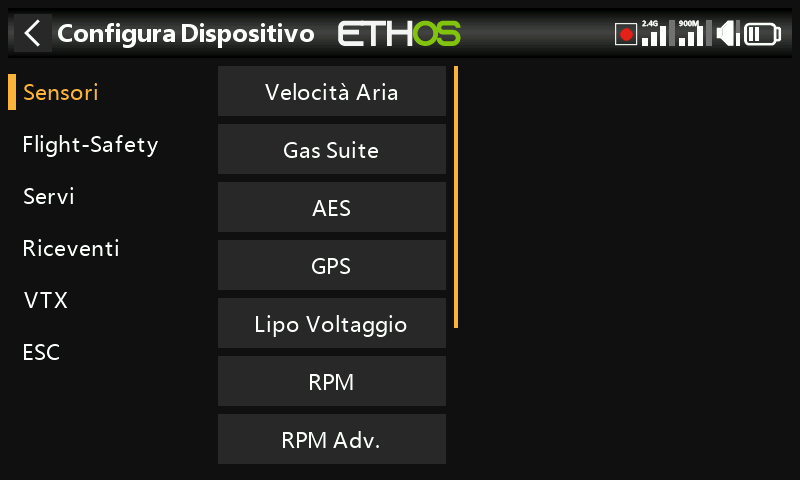 Configura Dispositivo ETHOS 2.4G 900M
Sensori
Flight-Safety
Servi
Riceventi
VTX
ESC
Velocità Aria
Gas Suite
AES
GPS
Lipo Voltaggio
RPM
RPM Adv.